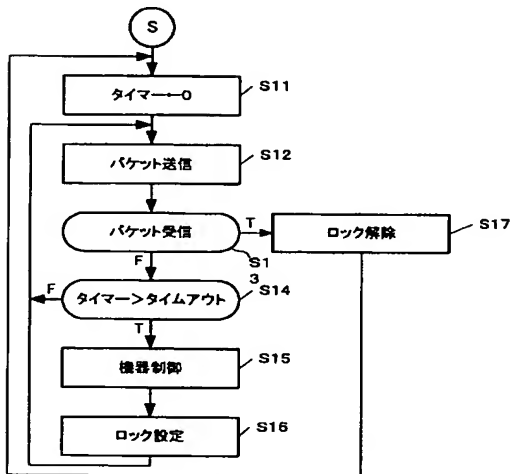 S
タイマー←0
S11
パケット送信
S12
パケット受信
T
S13
ロック解除
S17
F
タイマー>タイムアウト
S14
F
T
機器制御
S15
ロック設定
S16